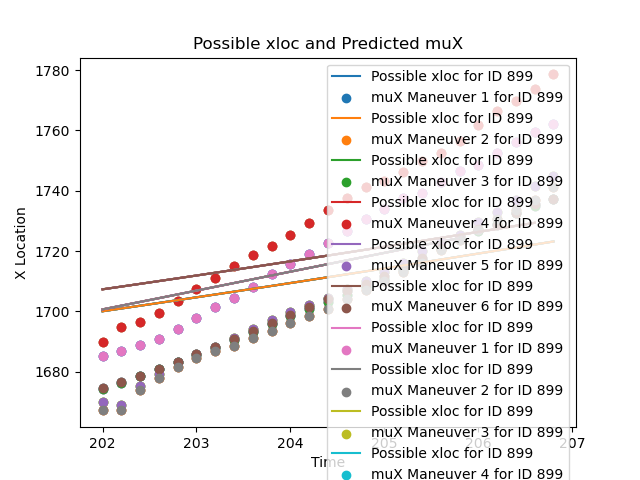 Possible xloc and Predicted muX
X Location
1780
1760
1740
1720
1700
1680
202
203
204
205
206
207
Time
Possible xloc for ID 899
muX Maneuver 1 for ID 899
Possible xloc for ID 899
muX Maneuver 2 for ID 899
Possible xloc for ID 899
muX Maneuver 3 for ID 899
Possible xloc for ID 899
muX Maneuver 4 for ID 899
Possible xloc for ID 899
muX Maneuver 5 for ID 899
Possible xloc for ID 899
muX Maneuver 6 for ID 899
Possible xloc for ID 899
muX Maneuver 1 for ID 899
Possible xloc for ID 899
muX Maneuver 2 for ID 899
Possible xloc for ID 899
muX Maneuver 3 for ID 899
Possible xloc for ID 899
muX Maneuver 4 for ID 899